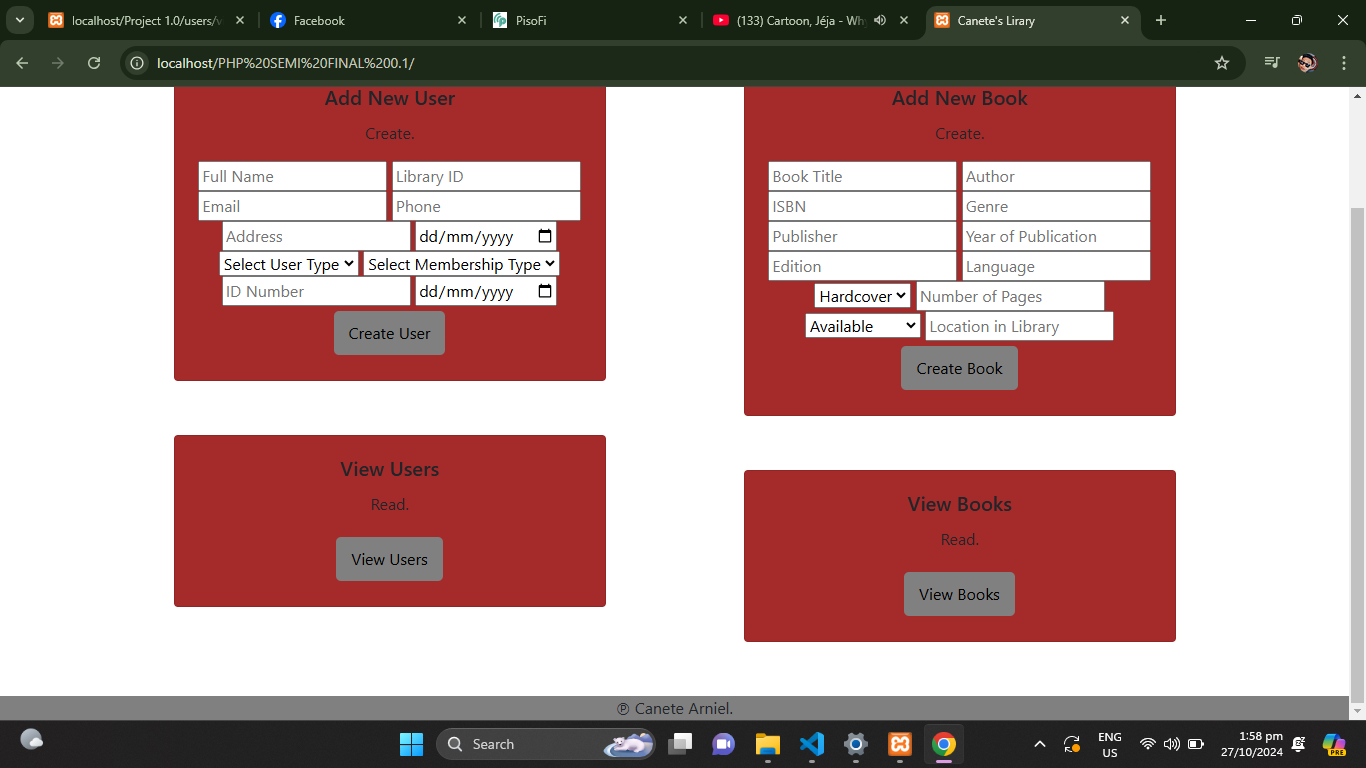 localhost/Project 1.0/users/v
Facebook
PisoFi
(133) Cartoon, Jéja - Wh
Canete's Lirary
localhost/PHP%20SEMI%20FINAL%200.1/
Add New User
Create.
Full Name Library ID
Email Phone
Address dd/mm/yyyy
Select User Type Select Membership Type
ID Number dd/mm/yyyy
Create User
View Users
Read.
View Users
Add New Book
Create.
Book Title Author
ISBN Genre
Publisher Year of Publication
Edition Language
Hardcover Number of Pages
Available Location in Library
Create Book
View Books
Read.
View Books
℗ Canete Arniel.
Search
ENG
US
1:58 pm
27/10/2024
PRE